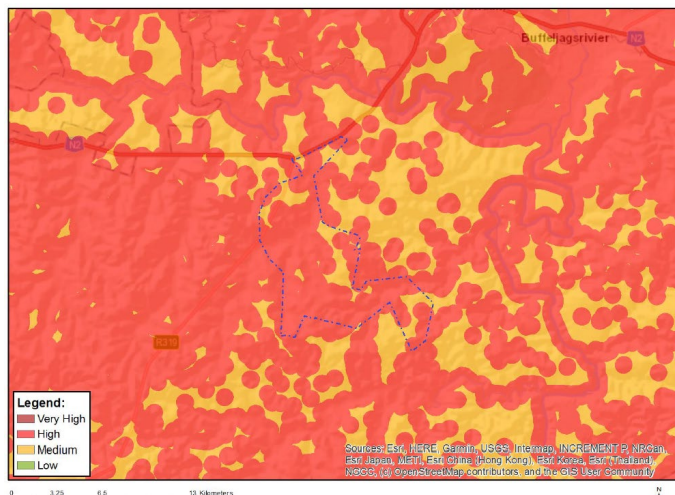 Buffeljagsrivier
N2
N2
R319
Legend:
Very High
High
Medium
Low
Sources: Esri, HERE, Garmin, USGS, Intermap, INCREMENT P, NRCan,
Esri Japan, METI, Esri China (Hong Kong), Esri Korea, Esri (Thailand),
NGCC, (c) OpenStreetMap contributors, and the GIS User Community
0 3.25 6.5 13 Kilometers
N